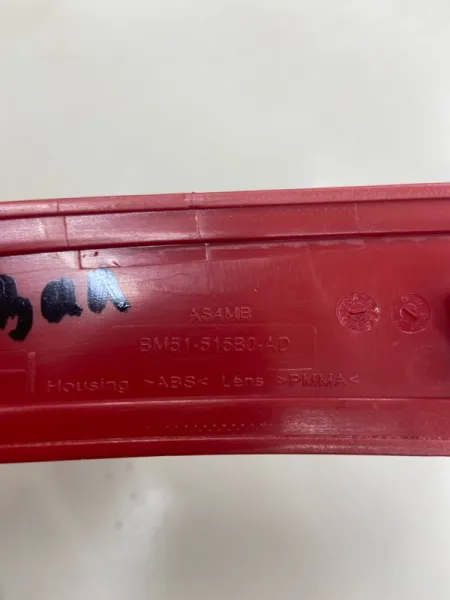 AS4MB
BM51-515B0-AD
Housing >ABS< Lens >PMMA<